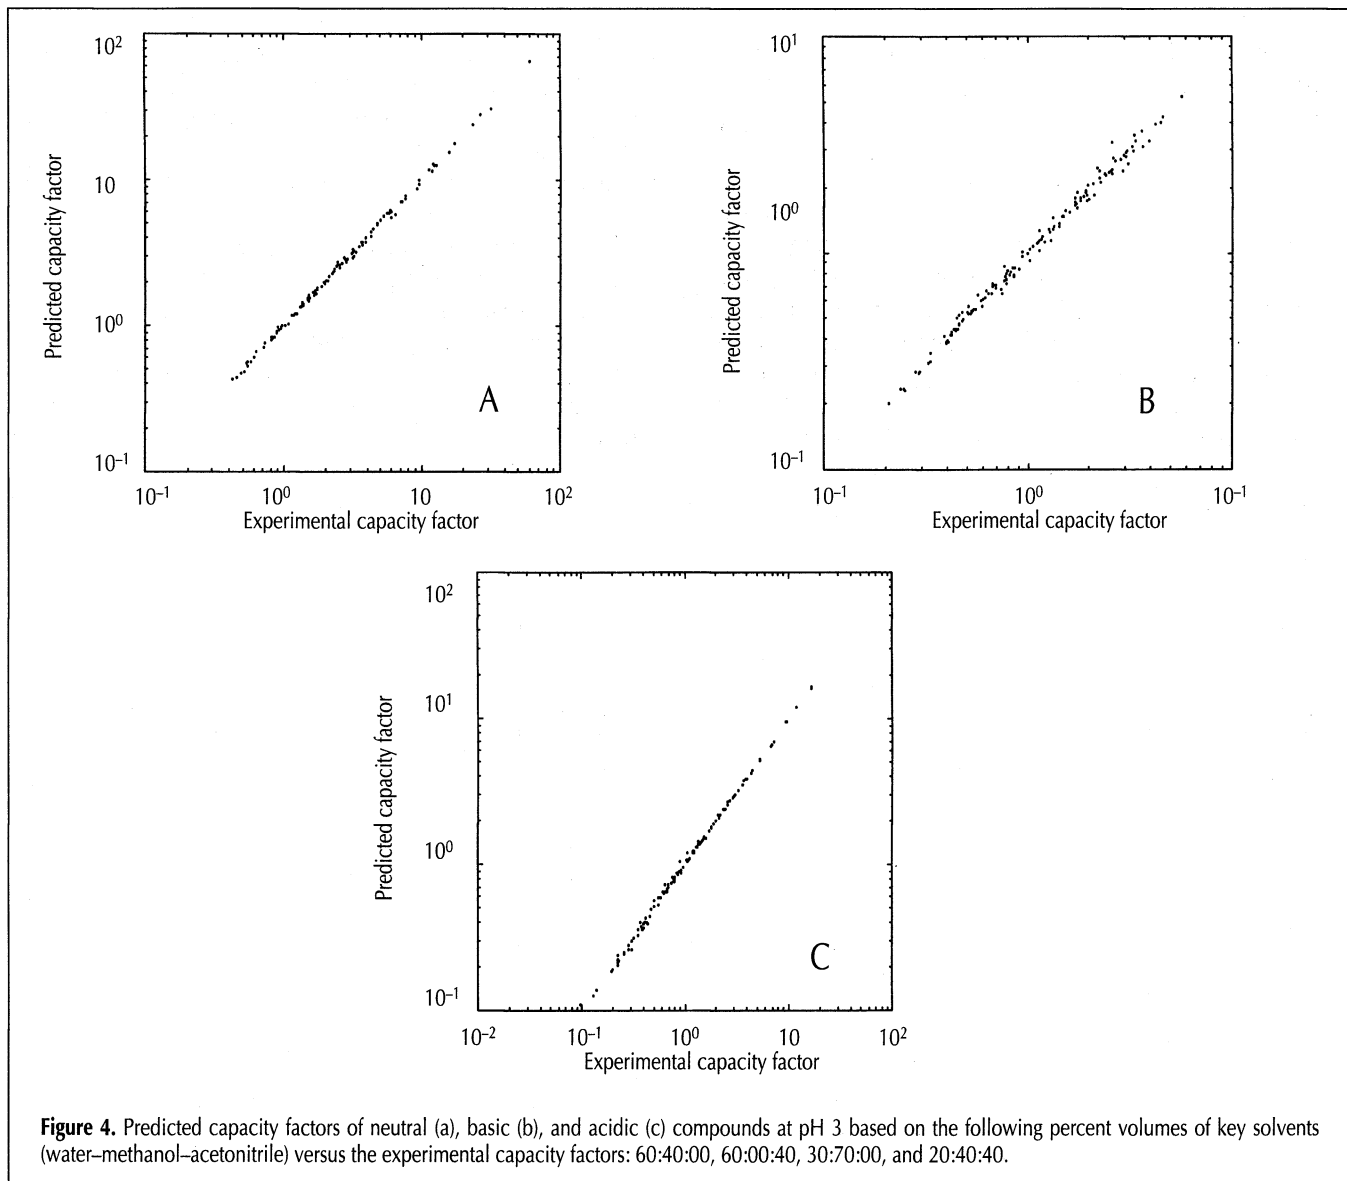 10²
10
10⁰
10⁻¹
Predicted capacity factor
A
10⁻¹ 10⁰ 10 10²
Experimental capacity factor
10¹
10⁰
10⁻¹
Predicted capacity factor
B
10⁻¹ 10⁰ 10⁻¹
Experimental capacity factor
10²
10¹
10⁰
10⁻¹
Predicted capacity factor
C
10⁻² 10⁻¹ 10⁰ 10 10²
Experimental capacity factor
Figure 4. Predicted capacity factors of neutral (a), basic (b), and acidic (c) compounds at pH 3 based on the following percent volumes of key solvents
(water–methanol–acetonitrile) versus the experimental capacity factors: 60:40:00, 60:00:40, 30:70:00, and 20:40:40.